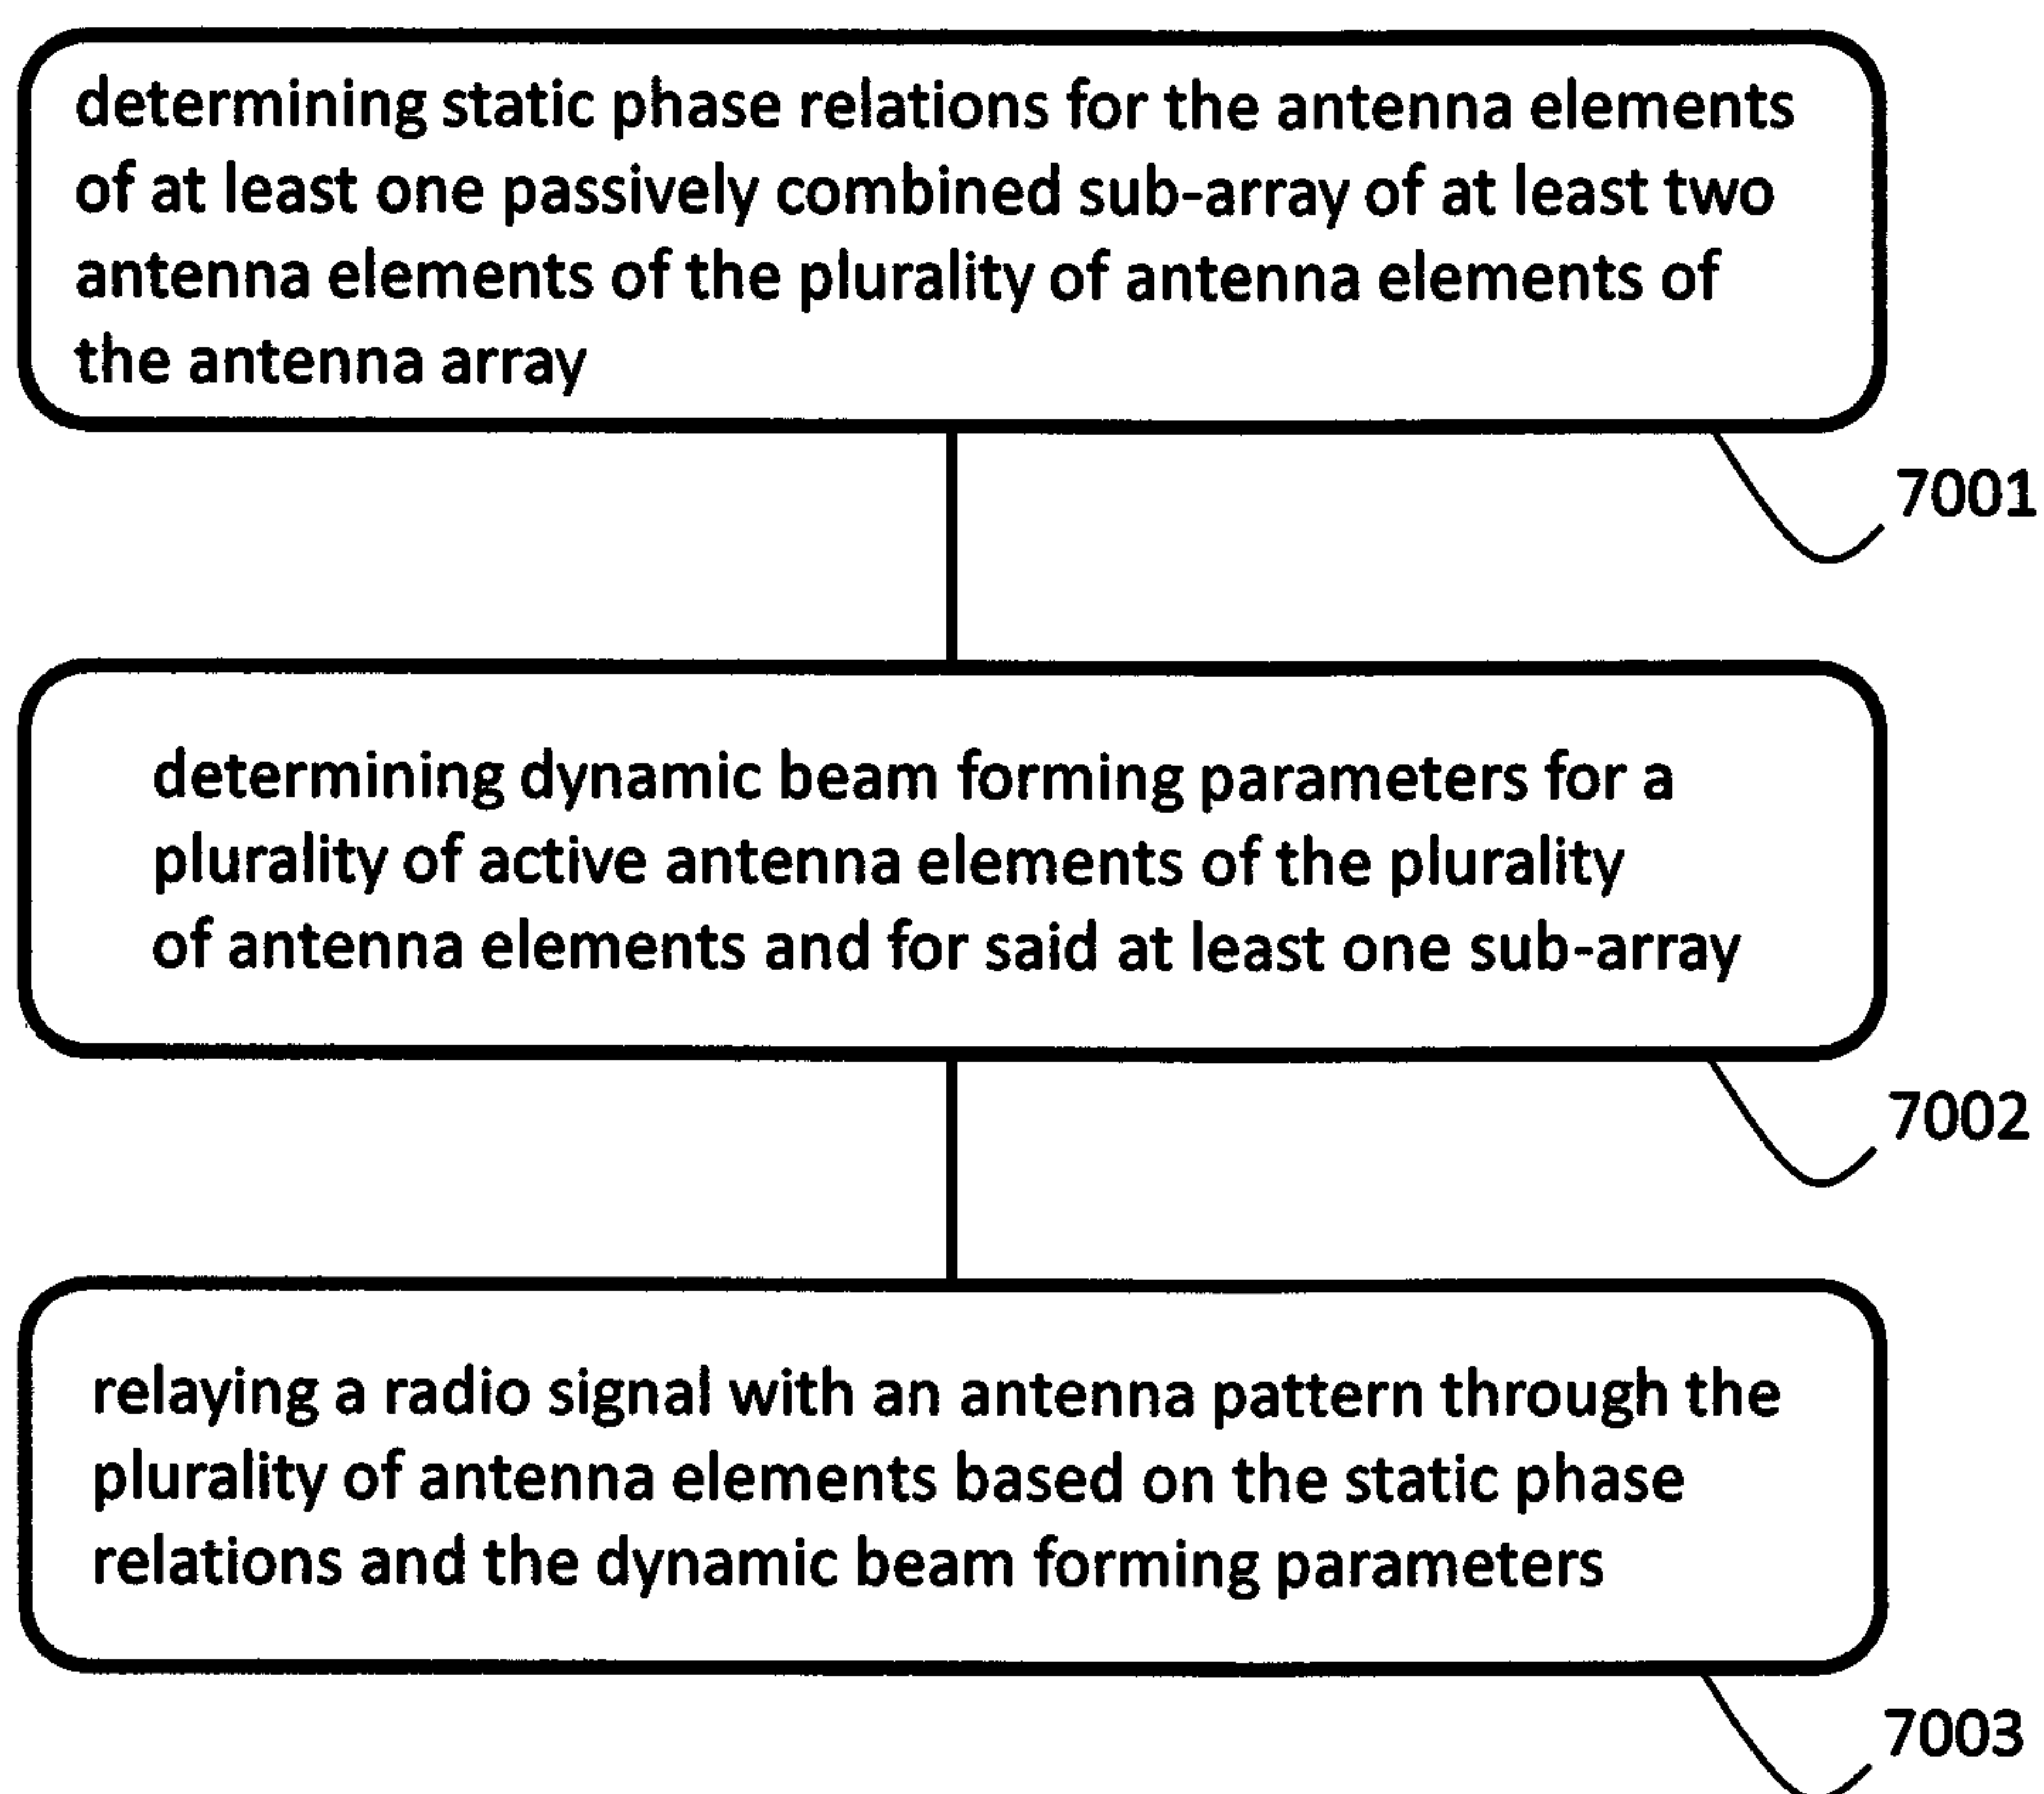 determining static phase relations for the antenna elements
of at least one passively combined sub-array of at least two
antenna elements of the plurality of antenna elements of
the antenna array
7001
determining dynamic beam forming parameters for a
plurality of active antenna elements of the plurality
of antenna elements and for said at least one sub-array
7002
relaying a radio signal with an antenna pattern through the
plurality of antenna elements based on the static phase
relations and the dynamic beam forming parameters
7003